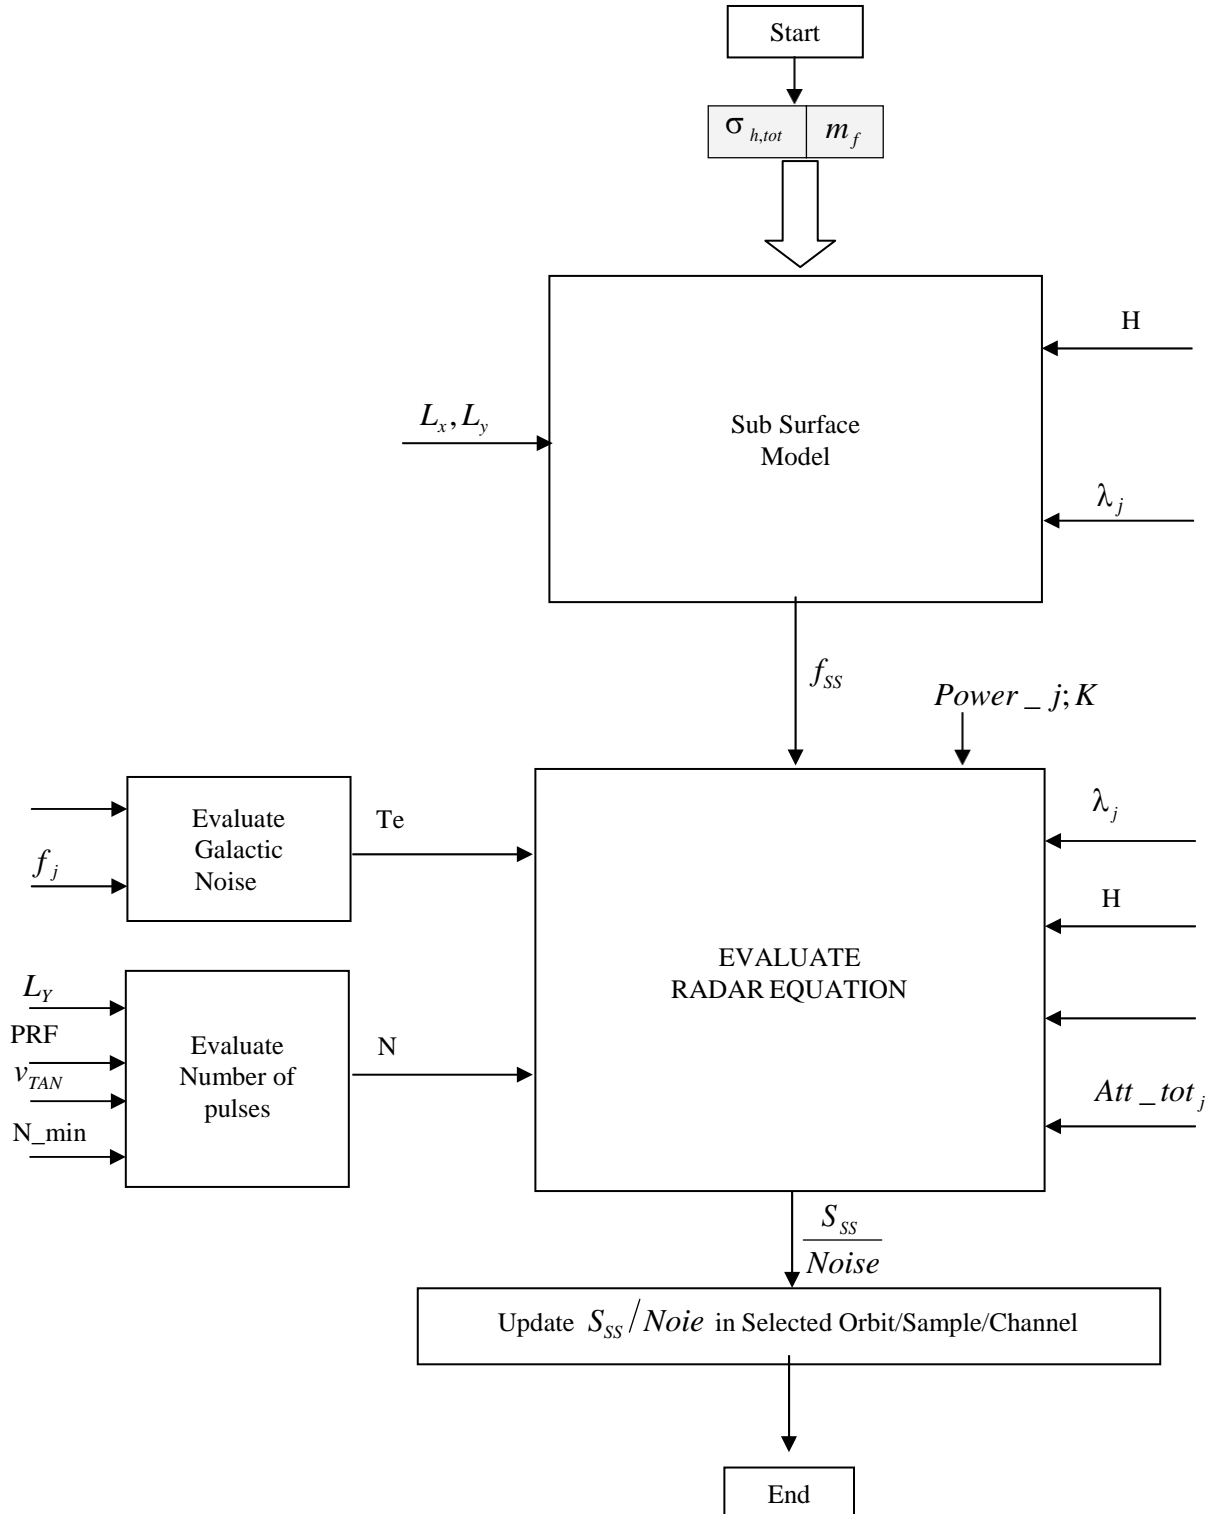 Start
σ h,tot m f
H
L x , L y
Sub Surface
Model
λ j
f SS
Power _ j; K
λ j
Evaluate
Galactic
Noise
Te
f j
H
EVALUATE
RADAR EQUATION
L Y
PRF
v TAN
N_min
Evaluate
Number of
pulses
N
Att _ tot j
S SS
Noise
Update S SS / Noie in Selected Orbit/Sample/Channel
End